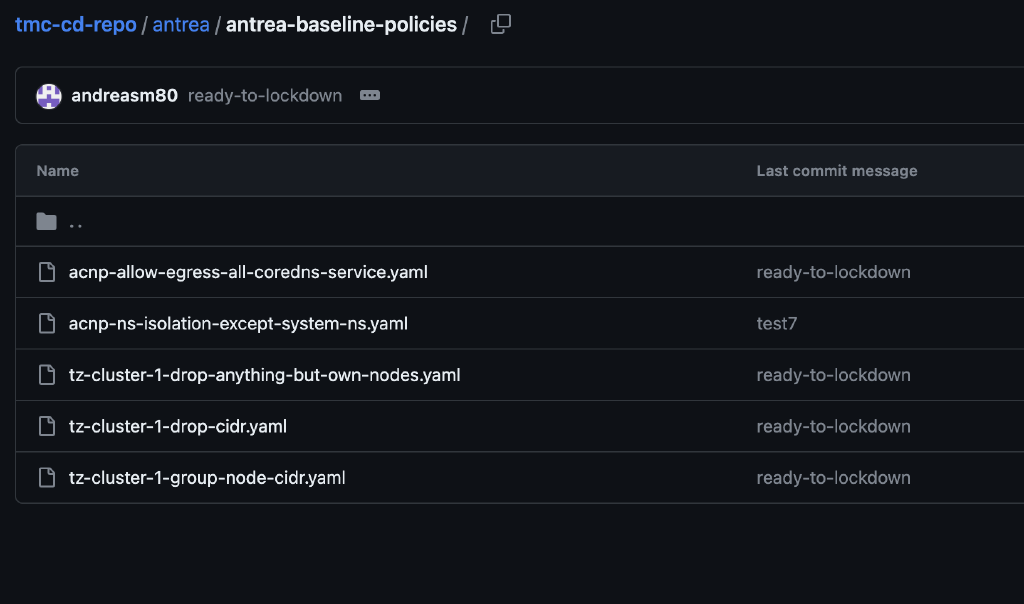 tmc-cd-repo / antrea / antrea-baseline-policies /
andreasm80 ready-to-lockdown
Name Last commit message
..
acnp-allow-egress-all-coredns-service.yaml ready-to-lockdown
acnp-ns-isolation-except-system-ns.yaml test7
tz-cluster-1-drop-anything-but-own-nodes.yaml ready-to-lockdown
tz-cluster-1-drop-cidr.yaml ready-to-lockdown
tz-cluster-1-group-node-cidr.yaml ready-to-lockdown